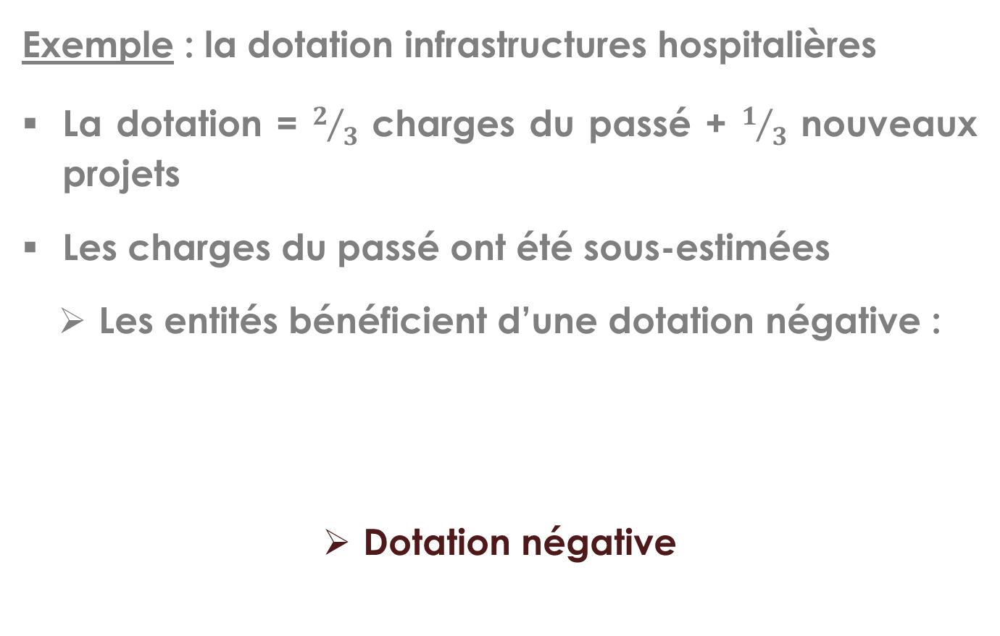 Exemple : la dotation infrastructures hospitalières
▪ La dotation = 2/3 charges du passé + 1/3 nouveaux
projets
▪ Les charges du passé ont été sous-estimées
➢ Les entités bénéficient d’une dotation négative :
➢ Dotation négative